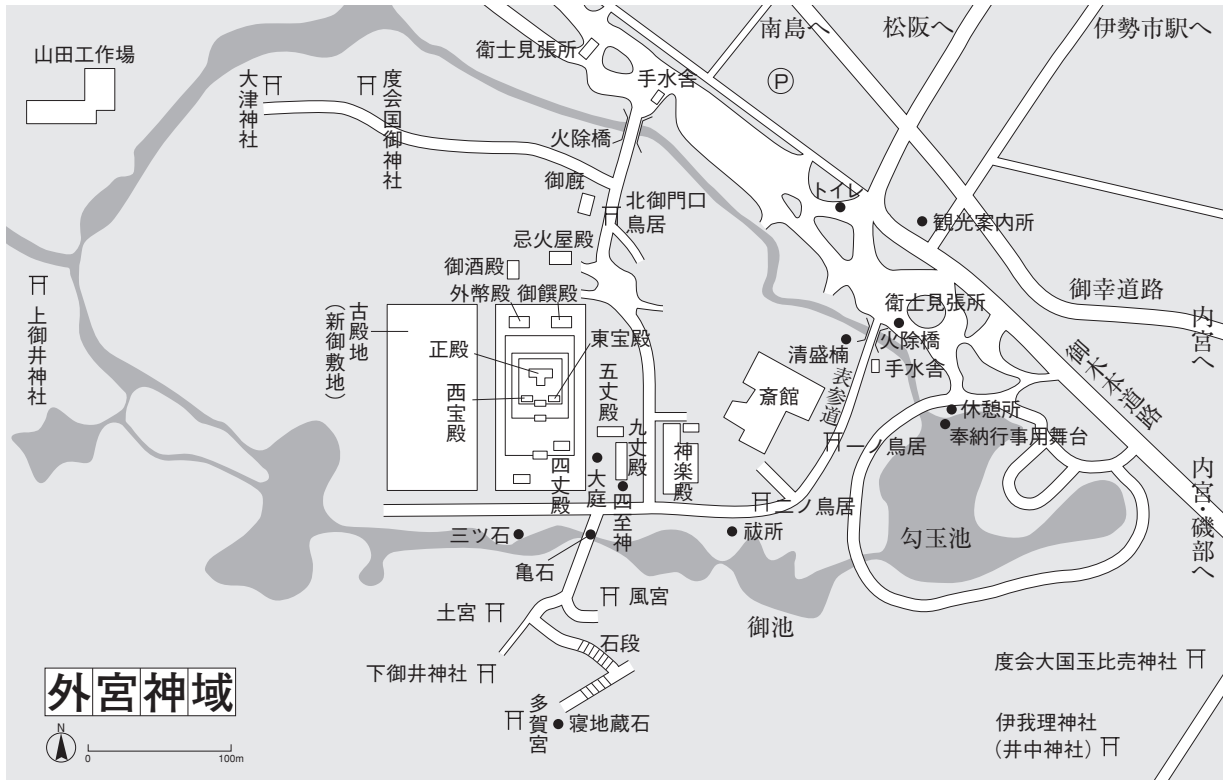 山田工作場
大津神社
度会国御神社
衛士見張所
手水舎
南島へ
松阪へ
伊勢市駅へ
P
火除橋
御廐
北御門口
鳥居
トイレ
観光案内所
忌火屋殿
御酒殿
外幣殿
御饌殿
上御井神社
古殿地
（新御敷地）
正殿
東宝殿
西宝殿
五丈殿
九丈殿
四丈殿
大庭
四至神
神楽殿
斎館
清盛楠
表参道
衛士見張所
火除橋
手水舎
御幸道路
内宮へ
御木本道路
休憩所
奉納行事用舞台
一ノ鳥居
二ノ鳥居
内宮・磯部へ
三ツ石
亀石
祓所
勾玉池
土宮
風宮
御池
石段
下御井神社
多賀宮
寝地蔵石
度会大国玉比売神社
伊我理神社
（井中神社）
外宮神域
N
0
100m